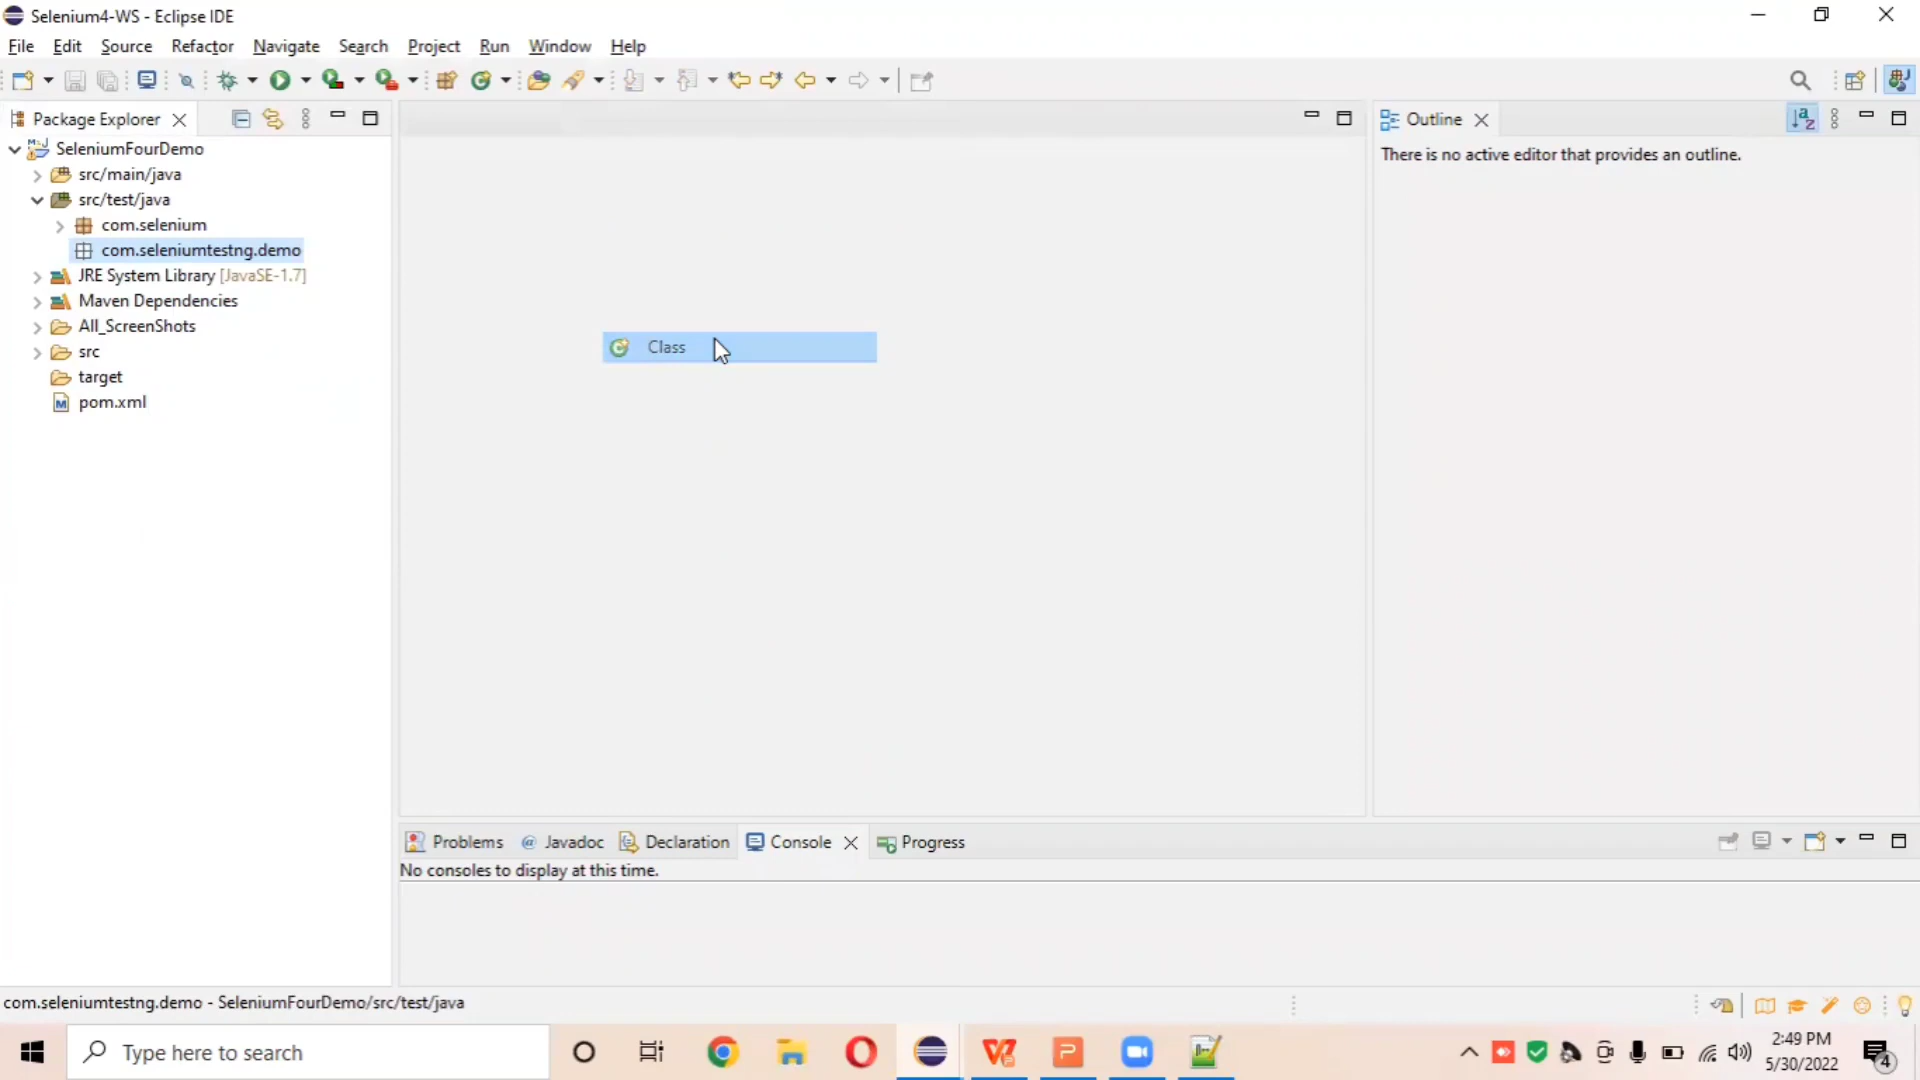 Selenium4-WS - Eclipse IDE
File Edit Source Refactor Navigate Search Project Run Window Help
Package Explorer
Outline
SeleniumFourDemo
There is no active editor that provides an outline.
src/main/java
src/test/java
com.selenium
com.seleniumtestng.demo
JRE System Library [JavaSE-1.7]
Maven Dependencies
All_ScreenShots
src
target
pom.xml
Class
Problems Javadoc Declaration Console Progress
No consoles to display at this time.
com.seleniumtestng.demo - SeleniumFourDemo/src/test/java
Type here to search
2:49 PM
5/30/2022
4